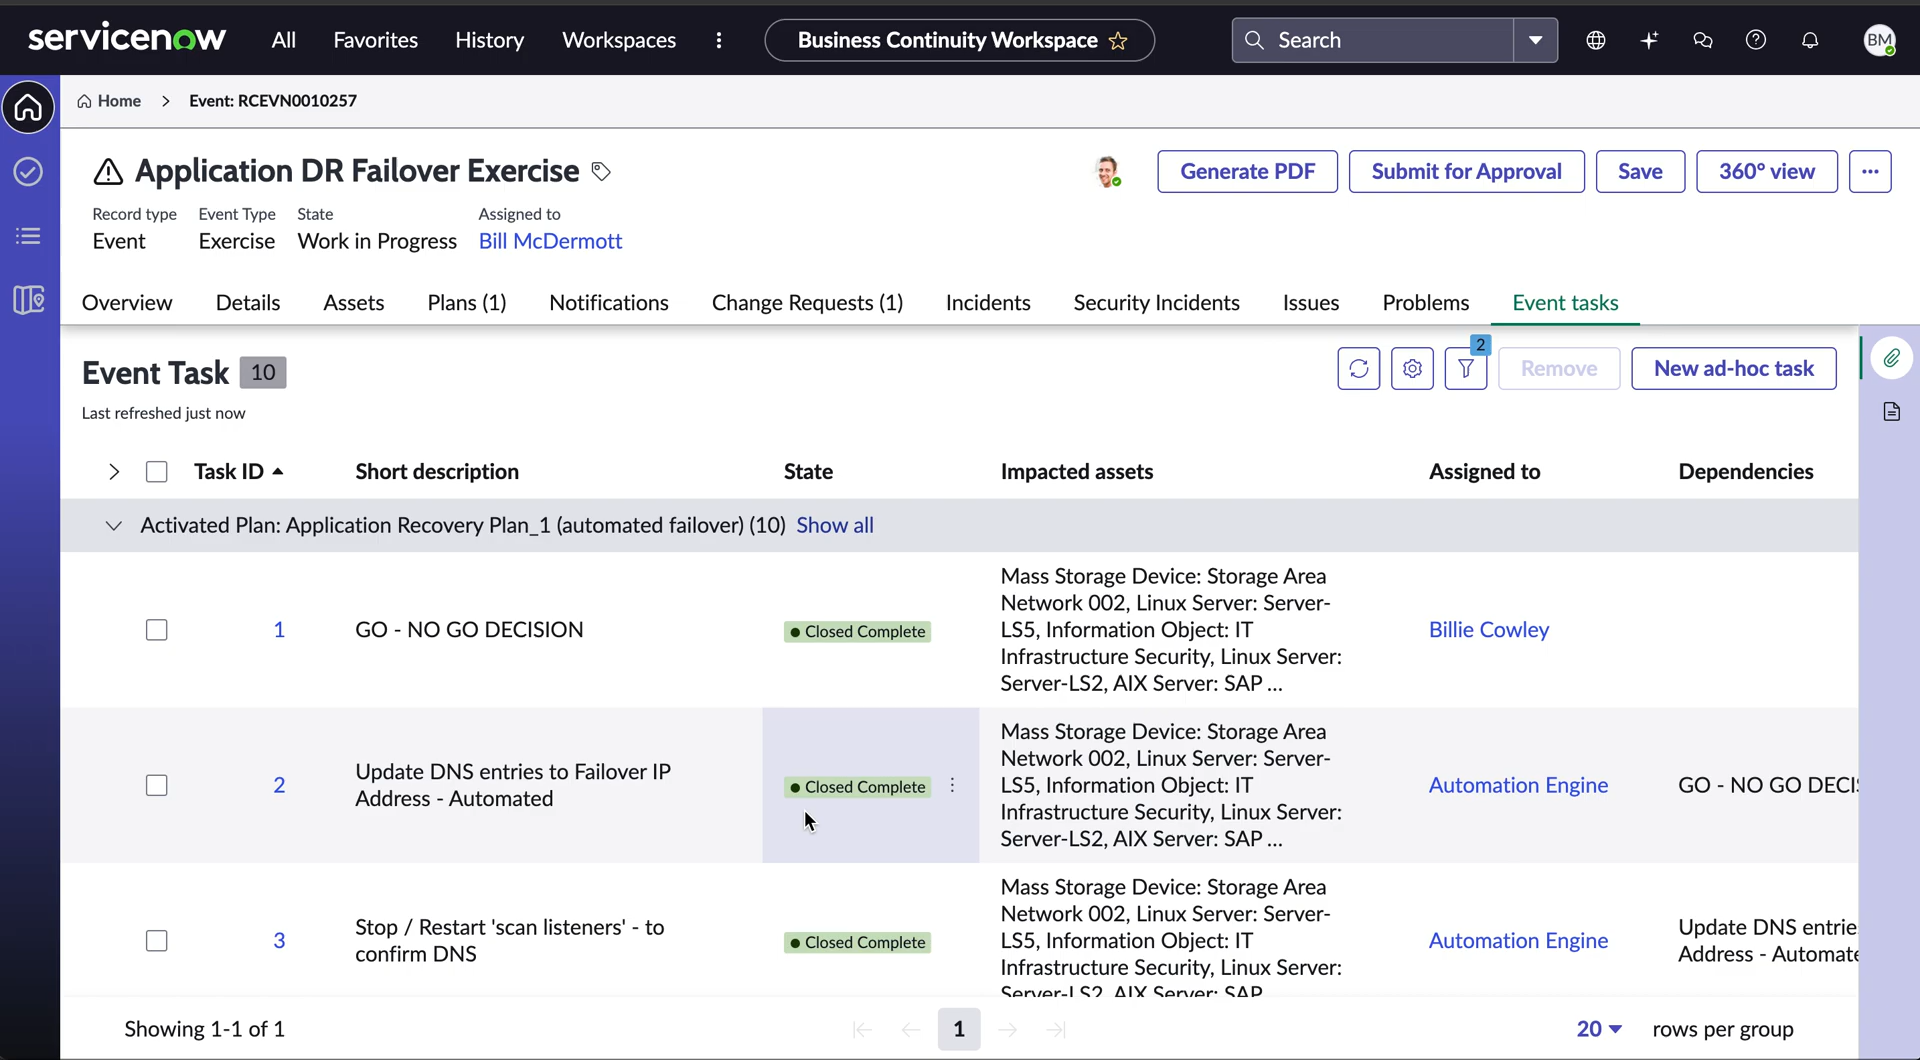 servicenow All Favorites History Workspaces Business Continuity Workspace Search BM
Home > Event: RCEVN0010257
Application DR Failover Exercise Generate PDF Submit for Approval Save 360° view
Record type Event Type State Assigned to
Event Exercise Work in Progress Bill McDermott
Overview Details Assets Plans (1) Notifications Change Requests (1) Incidents Security Incidents Issues Problems Event tasks
Event Task 10 2 Remove New ad-hoc task
Last refreshed just now
Task ID Short description State Impacted assets Assigned to Dependencies
Activated Plan: Application Recovery Plan_1 (automated failover) (10) Show all
1 GO - NO GO DECISION Closed Complete
Mass Storage Device: Storage Area
Network 002, Linux Server: Server-
LS5, Information Object: IT
Infrastructure Security, Linux Server:
Server-LS2, AIX Server: SAP ...
Billie Cowley
2
Update DNS entries to Failover IP
Address - Automated
Closed Complete
Mass Storage Device: Storage Area
Network 002, Linux Server: Server-
LS5, Information Object: IT
Infrastructure Security, Linux Server:
Server-LS2, AIX Server: SAP ...
Automation Engine
GO - NO GO
3
Stop / Restart 'scan listeners' - to
confirm DNS
Closed Complete
Mass Storage Device: Storage Area
Network 002, Linux Server: Server-
LS5, Information Object: IT
Infrastructure Security, Linux Server:
Server-LS2, AIX Server: SAP
Automation Engine
Update DNS
Address -
Showing 1-1 of 1 1 20 rows per group